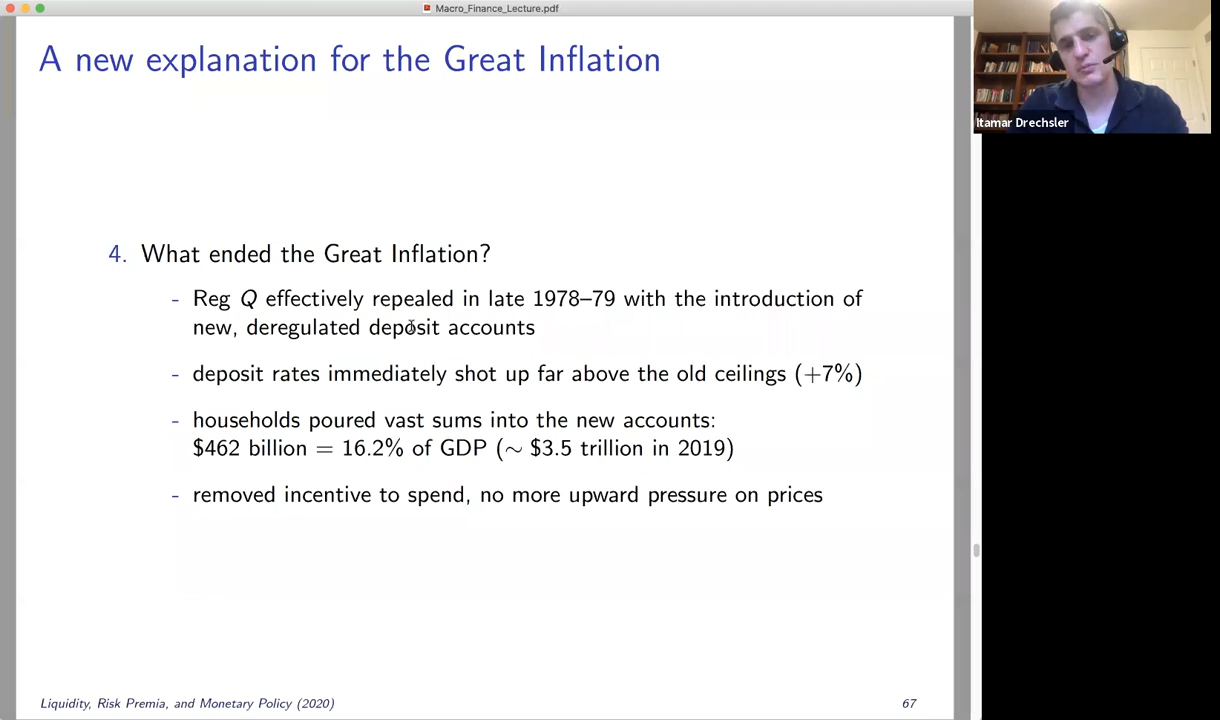 Macro_Finance_Lecture.pdf
A new explanation for the Great Inflation
Itamar Drechsler
4. What ended the Great Inflation?
- Reg Q effectively repealed in late 1978–79 with the introduction of
new, deregulated deposit accounts
- deposit rates immediately shot up far above the old ceilings (+7%)
- households poured vast sums into the new accounts:
$462 billion = 16.2% of GDP (∼ $3.5 trillion in 2019)
- removed incentive to spend, no more upward pressure on prices
Liquidity, Risk Premia, and Monetary Policy (2020)
67